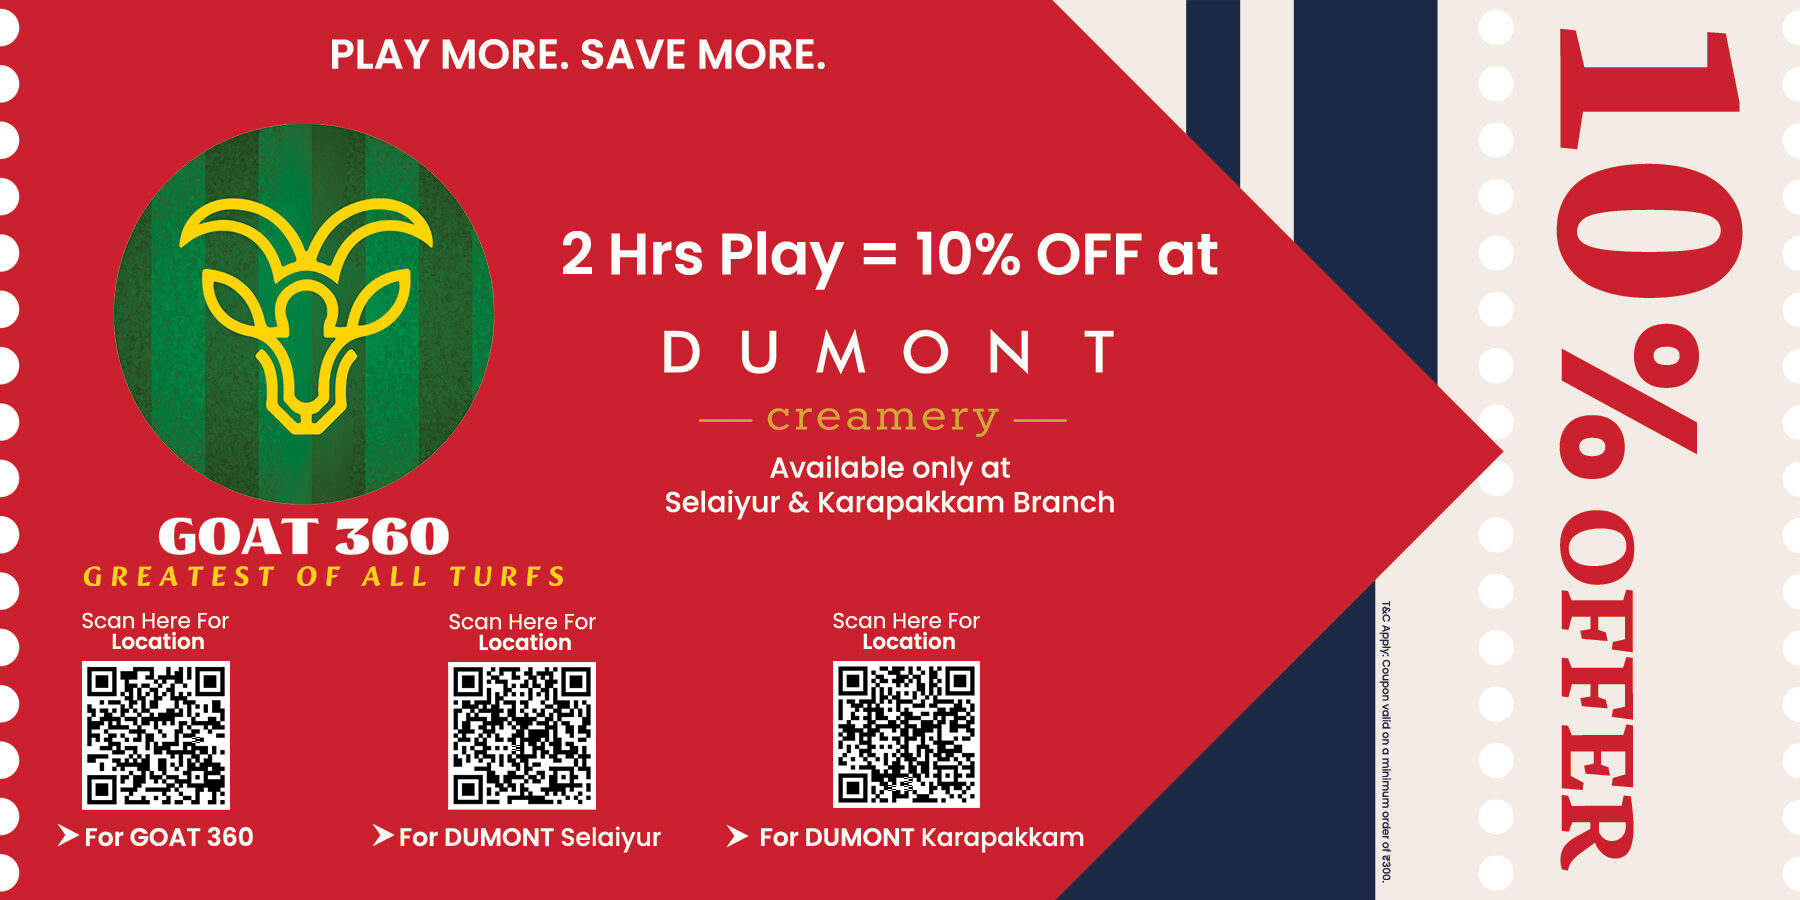 PLAY MORE. SAVE MORE.
2 Hrs Play = 10% OFF at
DUMONT
creamery
Available only at
Selaiyur & Karapakkam Branch
GOAT 360
GREATEST OF ALL TURFS
Scan Here For
Location
For GOAT 360
Scan Here For
Location
For DUMONT Selaiyur
Scan Here For
Location
For DUMONT Karapakkam
T&C Apply: Coupon valid on a minimum order of ₹300.
10% OFFER